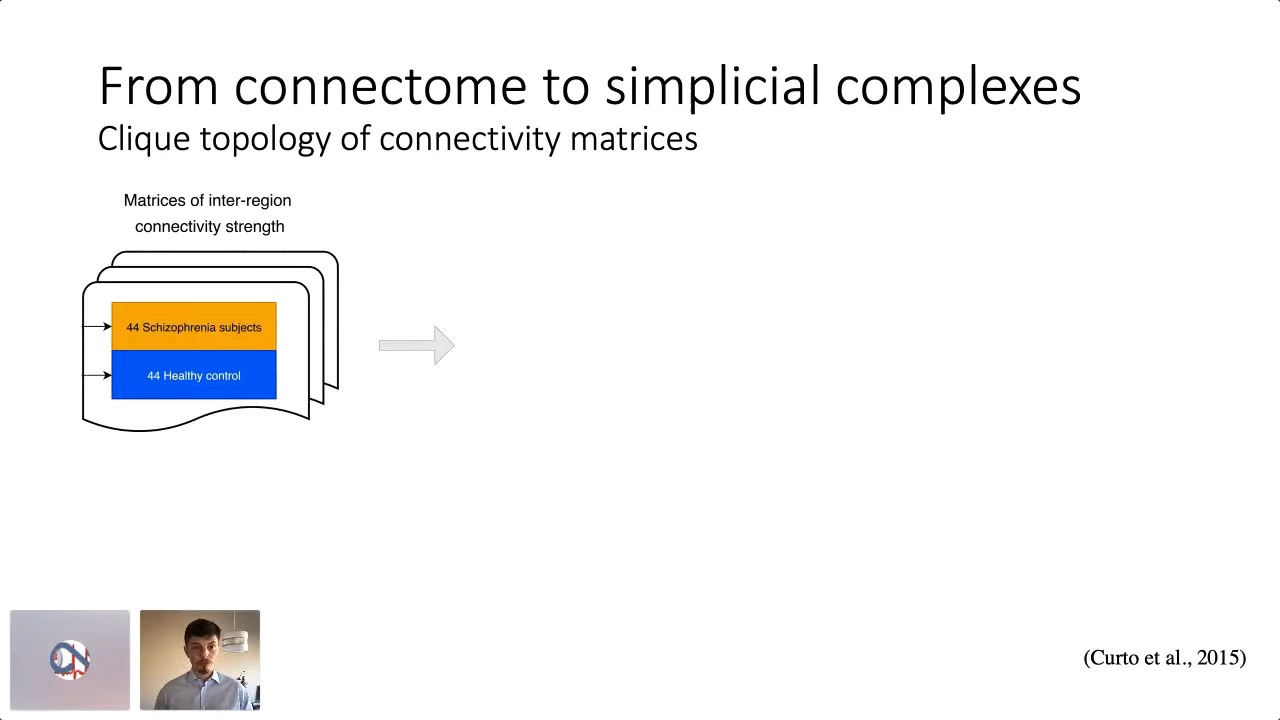 From connectome to simplicial complexes
Clique topology of connectivity matrices
Matrices of inter-region
connectivity strength
44 Schizophrenia subjects
44 Healthy control
(Curto et al., 2015)